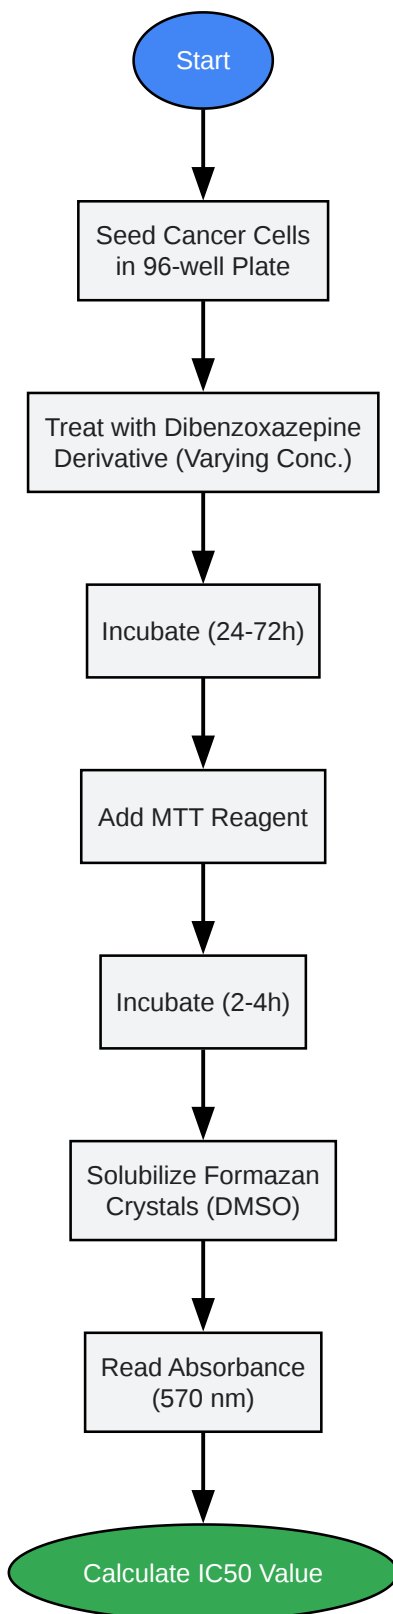 Start
Seed Cancer Cells
in 96-well Plate
Treat with Dibenzoxazepine
Derivative (Varying Conc.)
Incubate (24-72h)
Add MTT Reagent
Incubate (2-4h)
Solubilize Formazan
Crystals (DMSO)
Read Absorbance
(570 nm)
Calculate IC50 Value